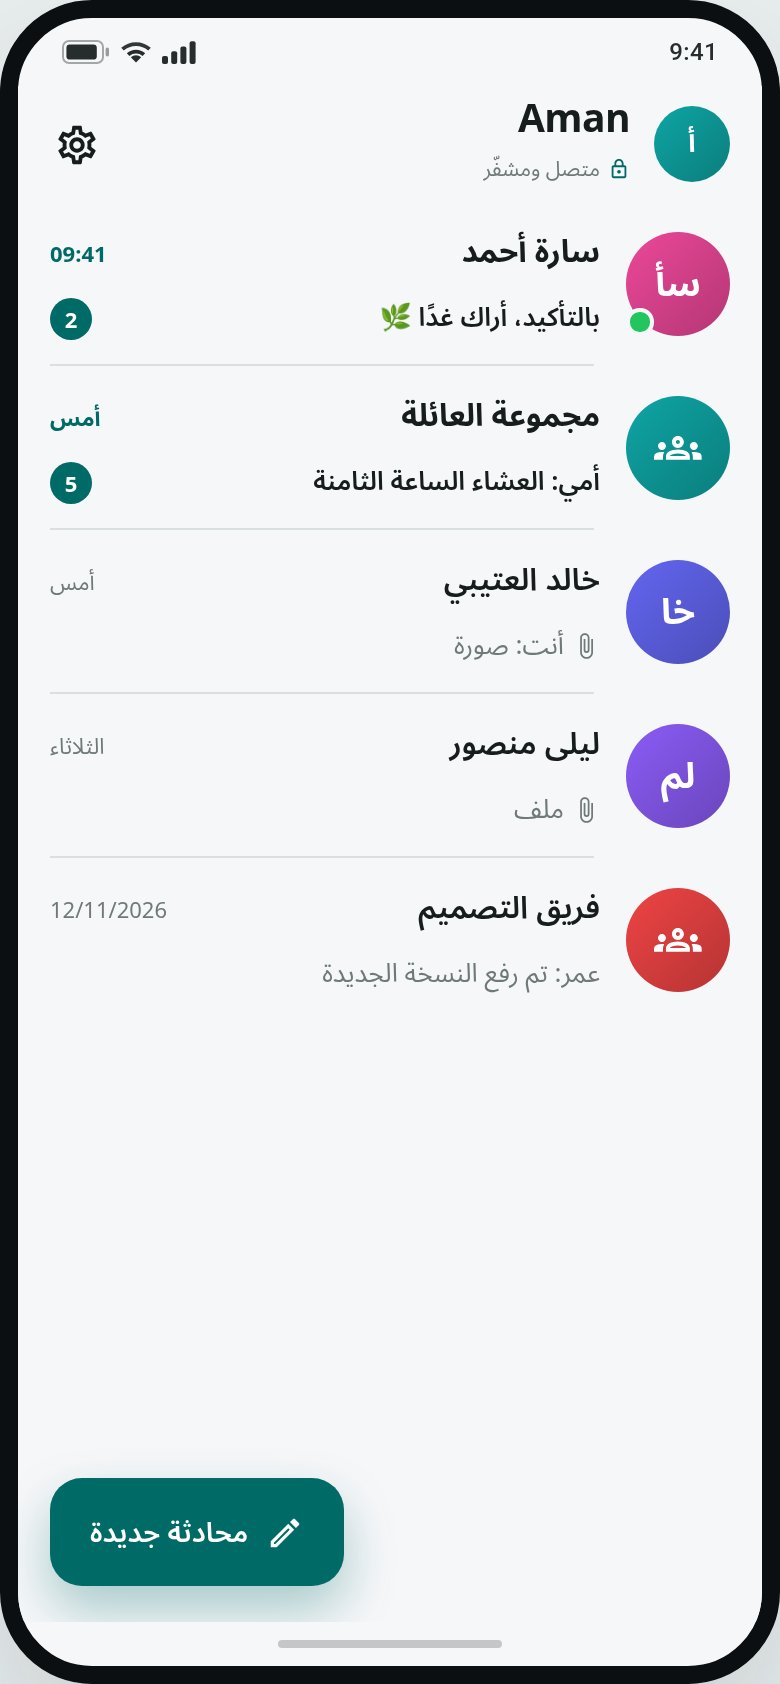 9:41
أ
Aman
متصل ومشفّر
سأ
سارة أحمد
09:41
بالتأكيد، أراك غدًا 🌿
2
مجموعة العائلة
أمس
أمي: العشاء الساعة الثامنة
5
خا
خالد العتيبي
أمس
أنت: صورة
لم
ليلى منصور
الثلاثاء
ملف
فريق التصميم
12/11/2026
عمر: تم رفع النسخة الجديدة
محادثة جديدة